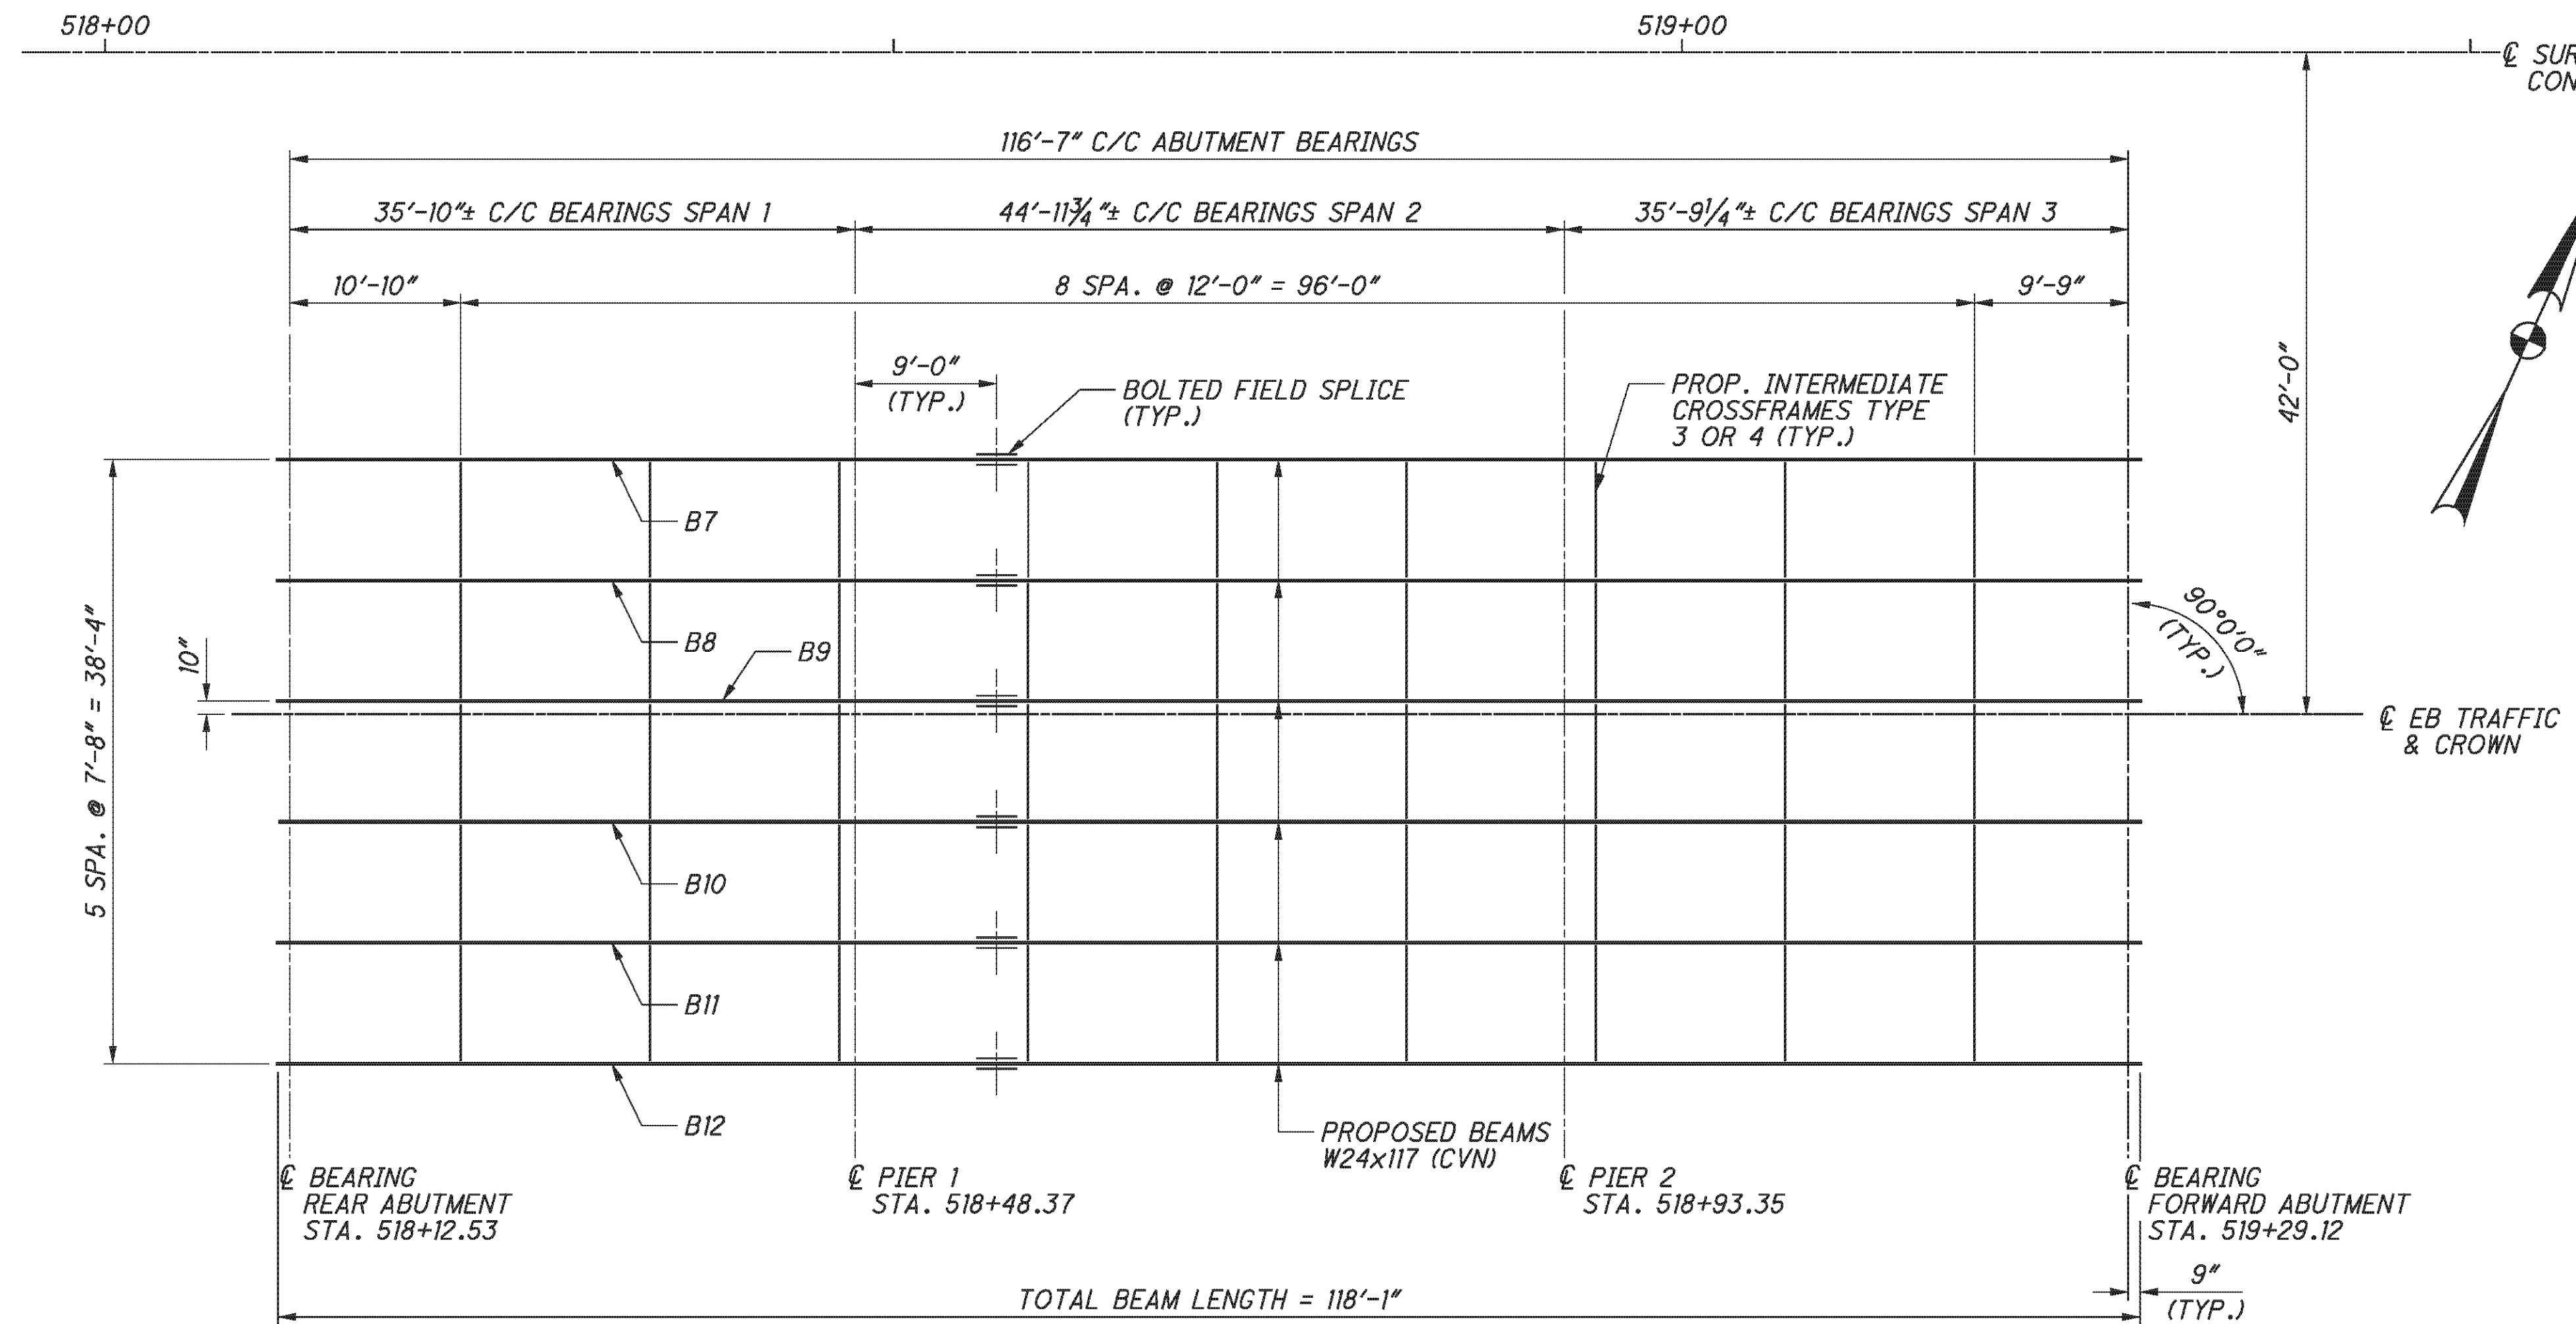 518+00
519+00
℄ SUR
CON
116'-7" C/C ABUTMENT BEARINGS
35'-10"± C/C BEARINGS SPAN 1
44'-11¾"± C/C BEARINGS SPAN 2
35'-9¼"± C/C BEARINGS SPAN 3
10'-10"
8 SPA. @ 12'-0" = 96'-0"
9'-9"
42'-0"
9'-0"
(TYP.)
BOLTED FIELD SPLICE
(TYP.)
PROP. INTERMEDIATE
CROSSFRAMES TYPE
3 OR 4 (TYP.)
B7
B8
B9
B10
B11
B12
5 SPA. @ 7'-8" = 38'-4"
10"
90°0'0"
(TYP.)
℄ EB TRAFFIC
& CROWN
PROPOSED BEAMS
W24x117 (CVN)
℄ BEARING
REAR ABUTMENT
STA. 518+12.53
℄ PIER 1
STA. 518+48.37
℄ PIER 2
STA. 518+93.35
℄ BEARING
FORWARD ABUTMENT
STA. 519+29.12
TOTAL BEAM LENGTH = 118'-1"
9"
(TYP.)